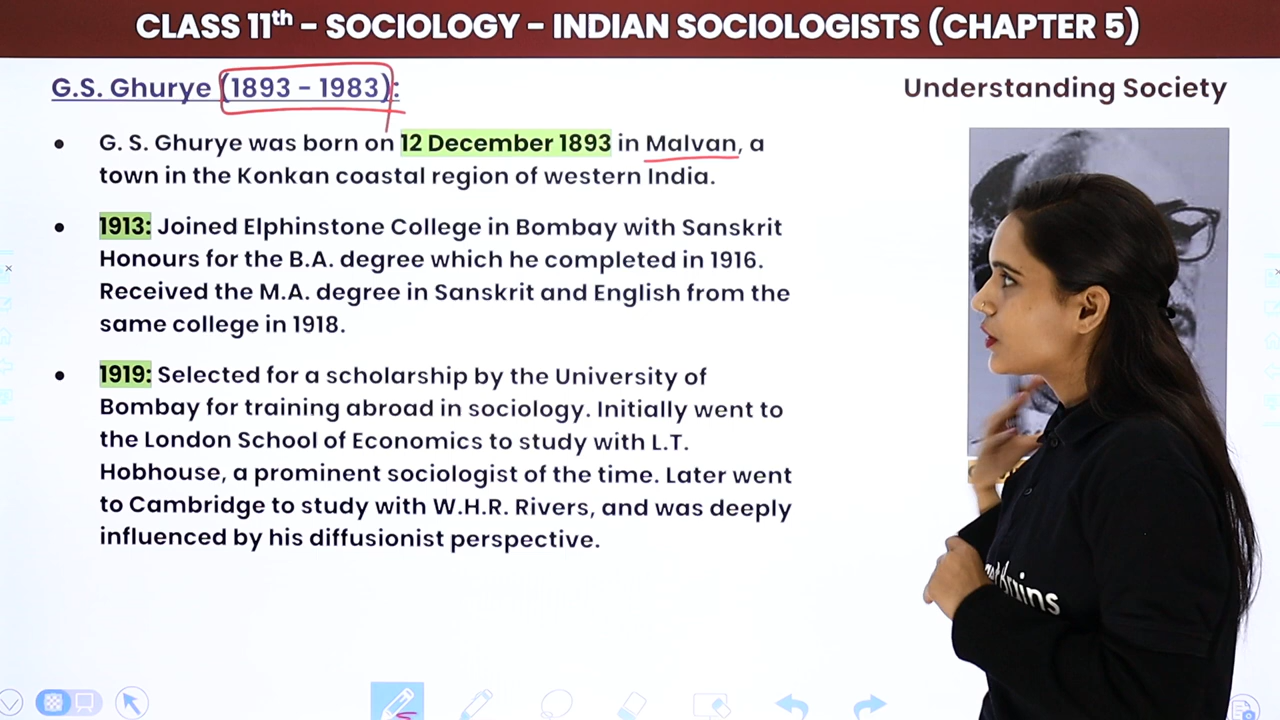 CLASS 11th - SOCIOLOGY - INDIAN SOCIOLOGISTS (CHAPTER 5)
G.S. Ghurye (1893 - 1983):
Understanding Society
• G. S. Ghurye was born on 12 December 1893 in Malvan, a
town in the Konkan coastal region of western India.
• 1913: Joined Elphinstone College in Bombay with Sanskrit
Honours for the B.A. degree which he completed in 1916.
Received the M.A. degree in Sanskrit and English from the
same college in 1918.
• 1919: Selected for a scholarship by the University of
Bombay for training abroad in sociology. Initially went to
the London School of Economics to study with L.T.
Hobhouse, a prominent sociologist of the time. Later went
to Cambridge to study with W.H.R. Rivers, and was deeply
influenced by his diffusionist perspective.